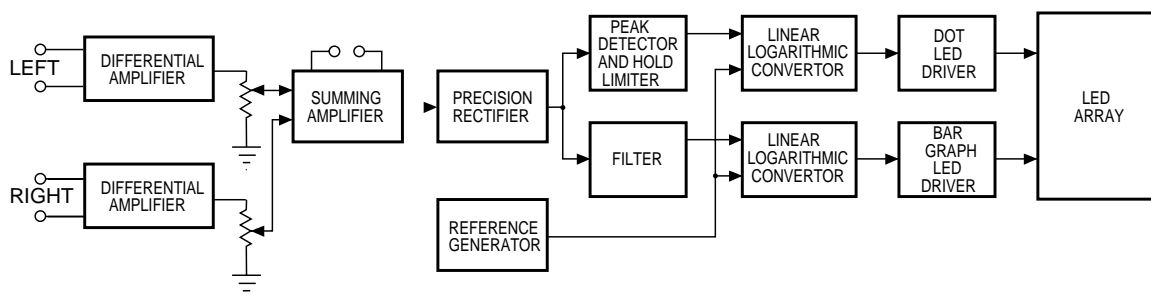 LEFT
DIFFERENTIAL
AMPLIFIER
SUMMING
AMPLIFIER
PRECISION
RECTIFIER
PEAK
DETECTOR
AND HOLD
LIMITER
LINEAR
LOGARITHMIC
CONVERTOR
DOT
LED
DRIVER
LED
ARRAY
RIGHT
DIFFERENTIAL
AMPLIFIER
FILTER
LINEAR
LOGARITHMIC
CONVERTOR
BAR
GRAPH
LED
DRIVER
REFERENCE
GENERATOR